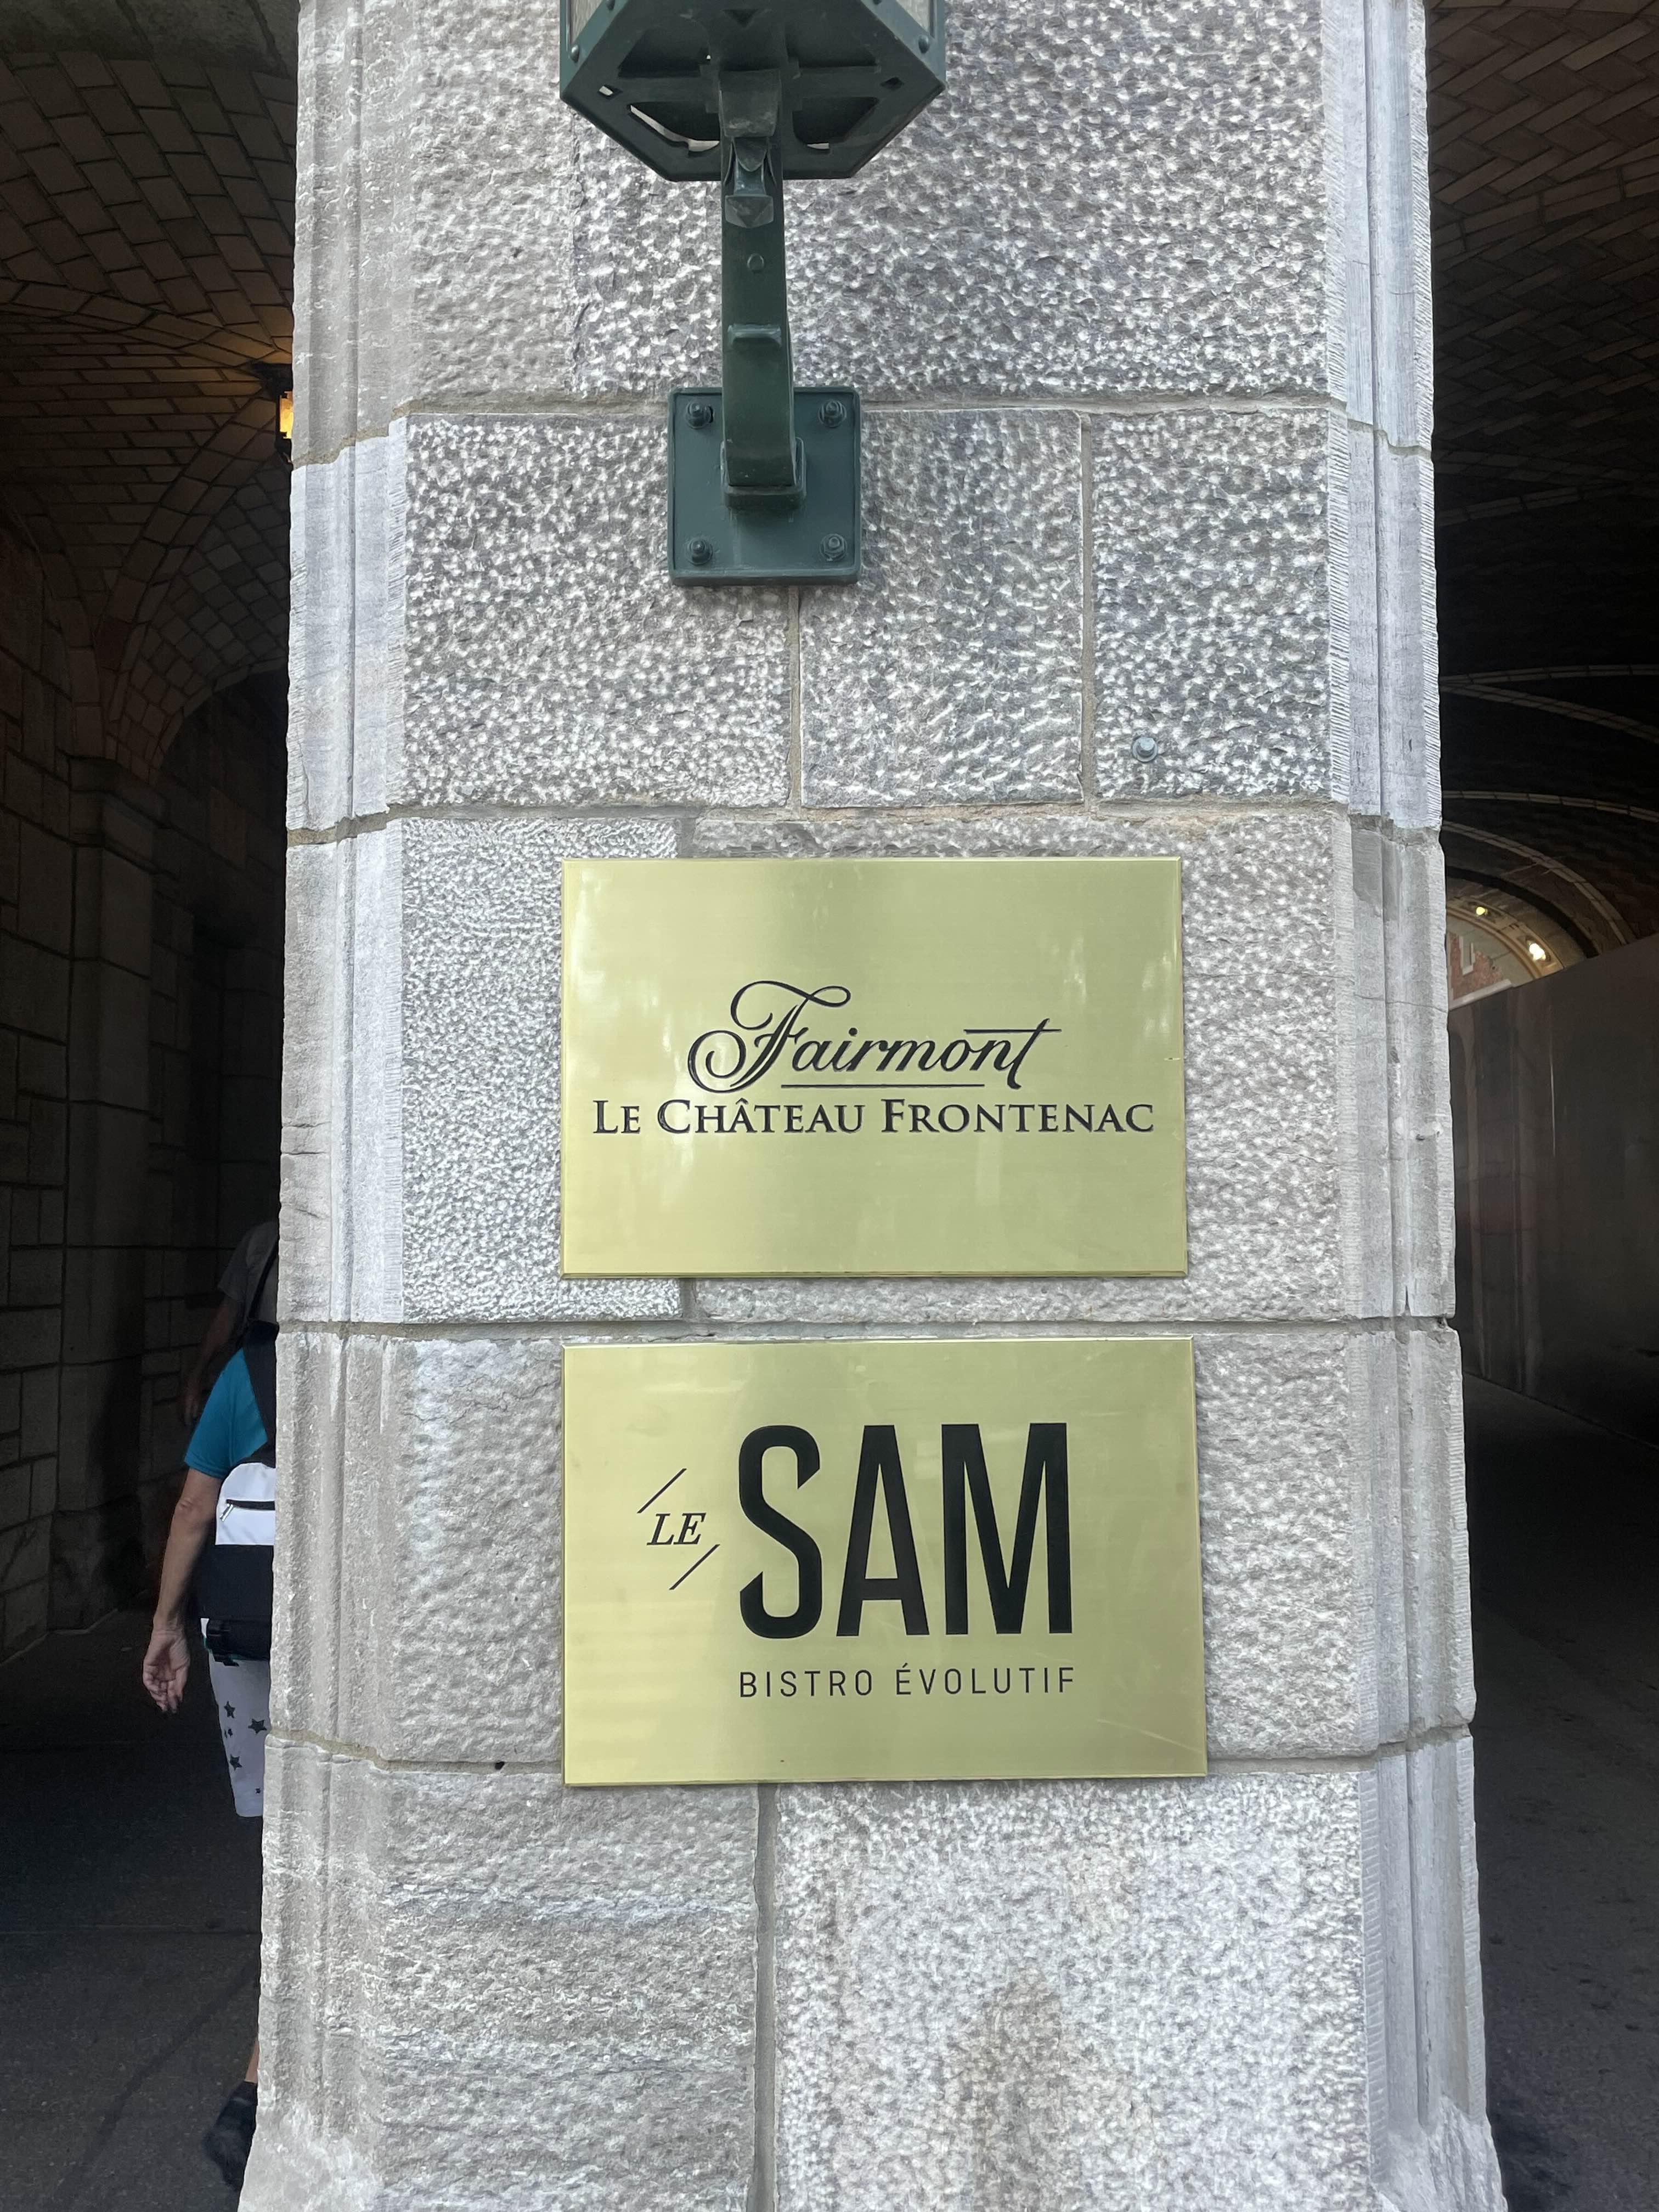 Fairmont
LE CHÂTEAU FRONTENAC
LE
SAM
BISTRO ÉVOLUTIF